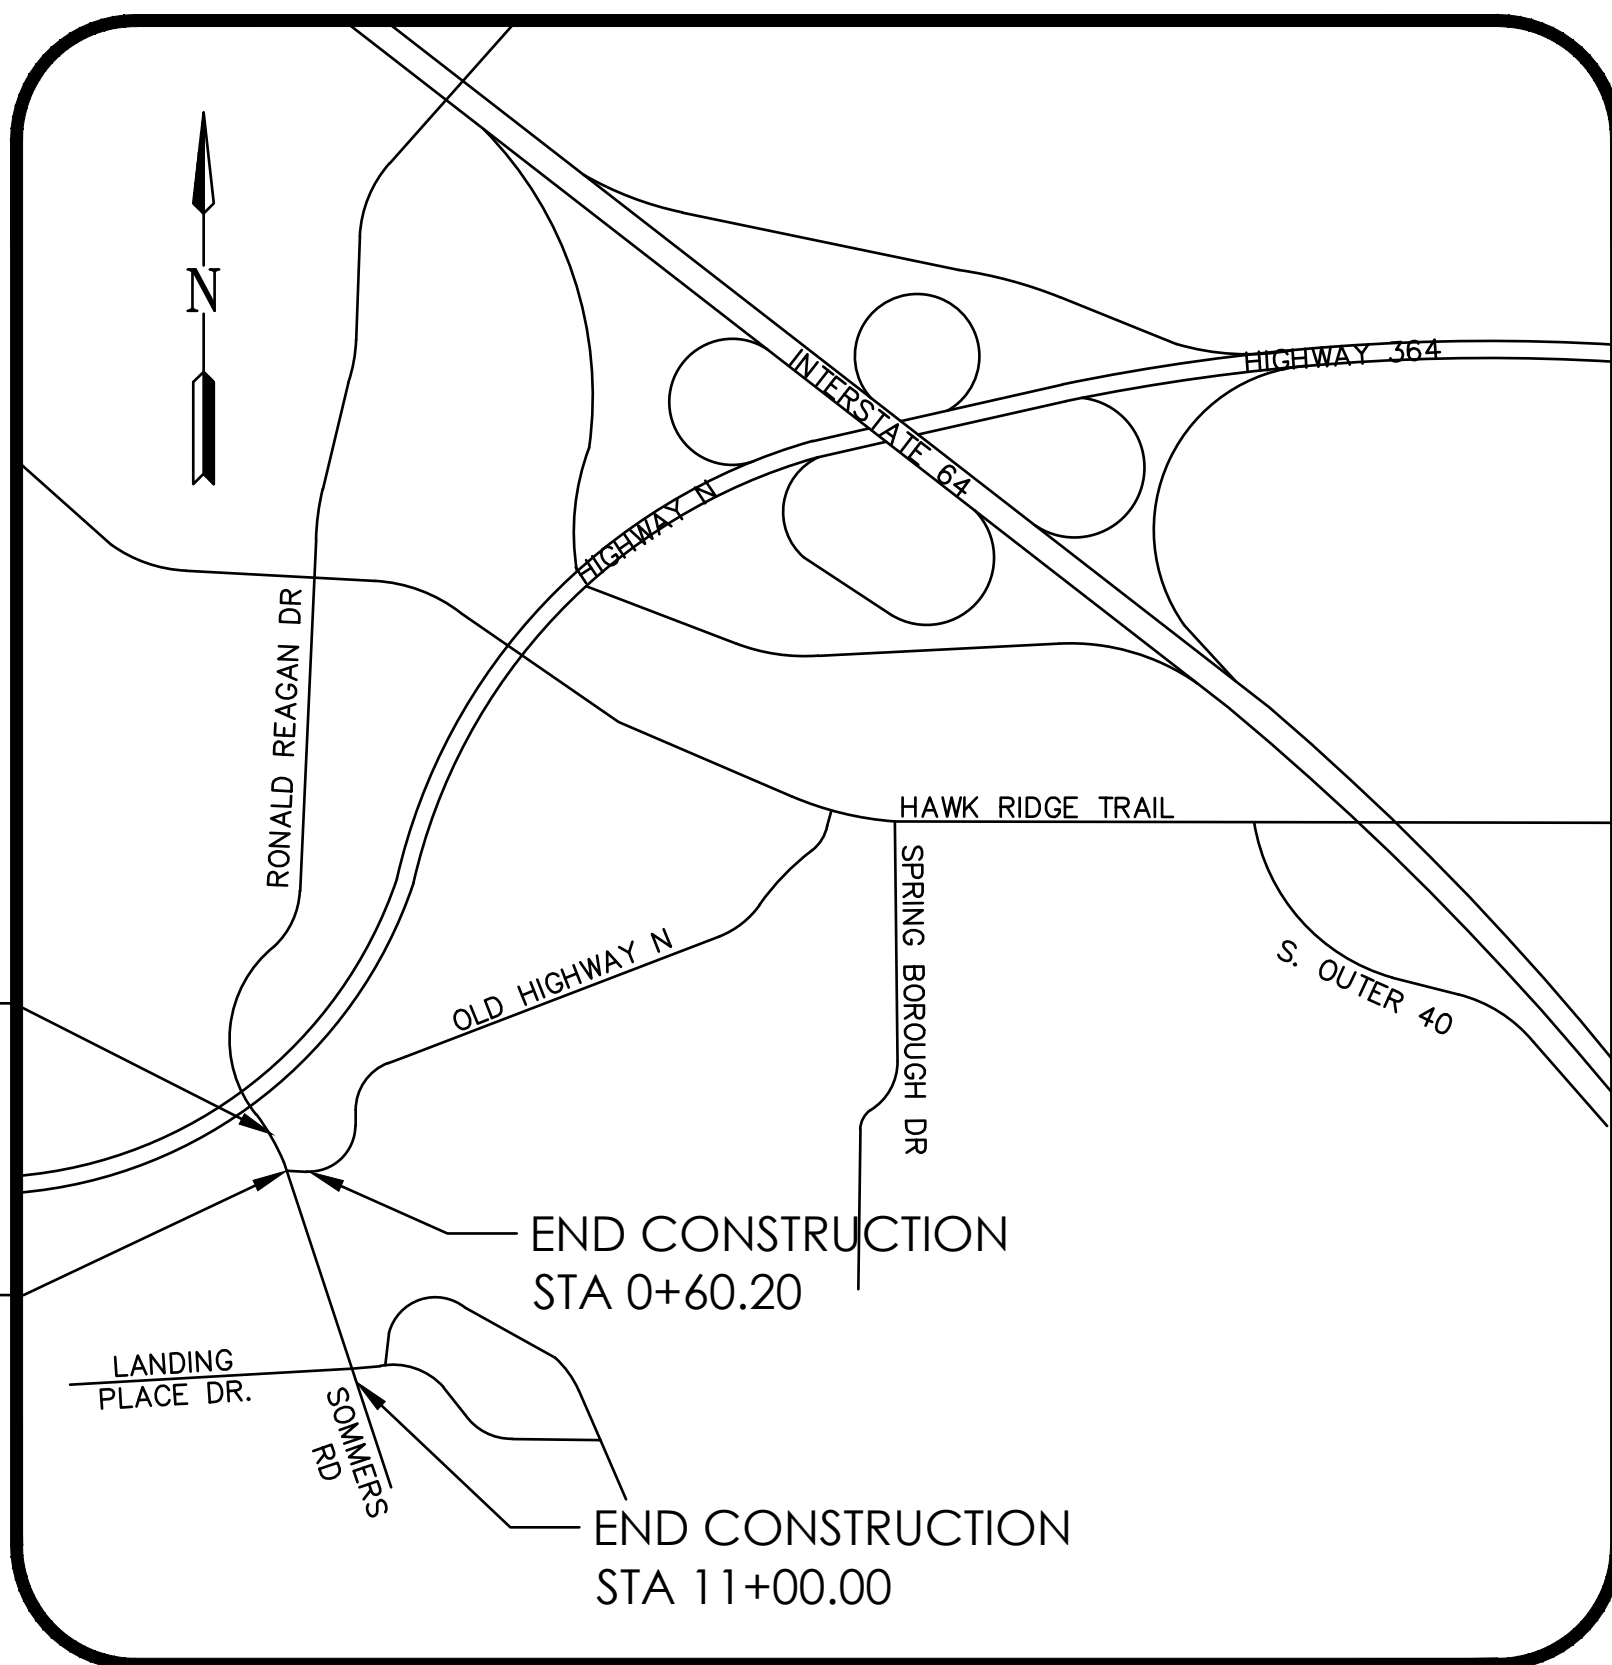 N
HIGHWAY 364
INTERSTATE 64
HIGHWAY N
RONALD REAGAN DR
HAWK RIDGE TRAIL
SPRING BOROUGH DR
OLD HIGHWAY N
S. OUTER 40
END CONSTRUCTION
STA 0+60.20
LANDING
PLACE DR.
SOMMERS
RD
END CONSTRUCTION
STA 11+00.00